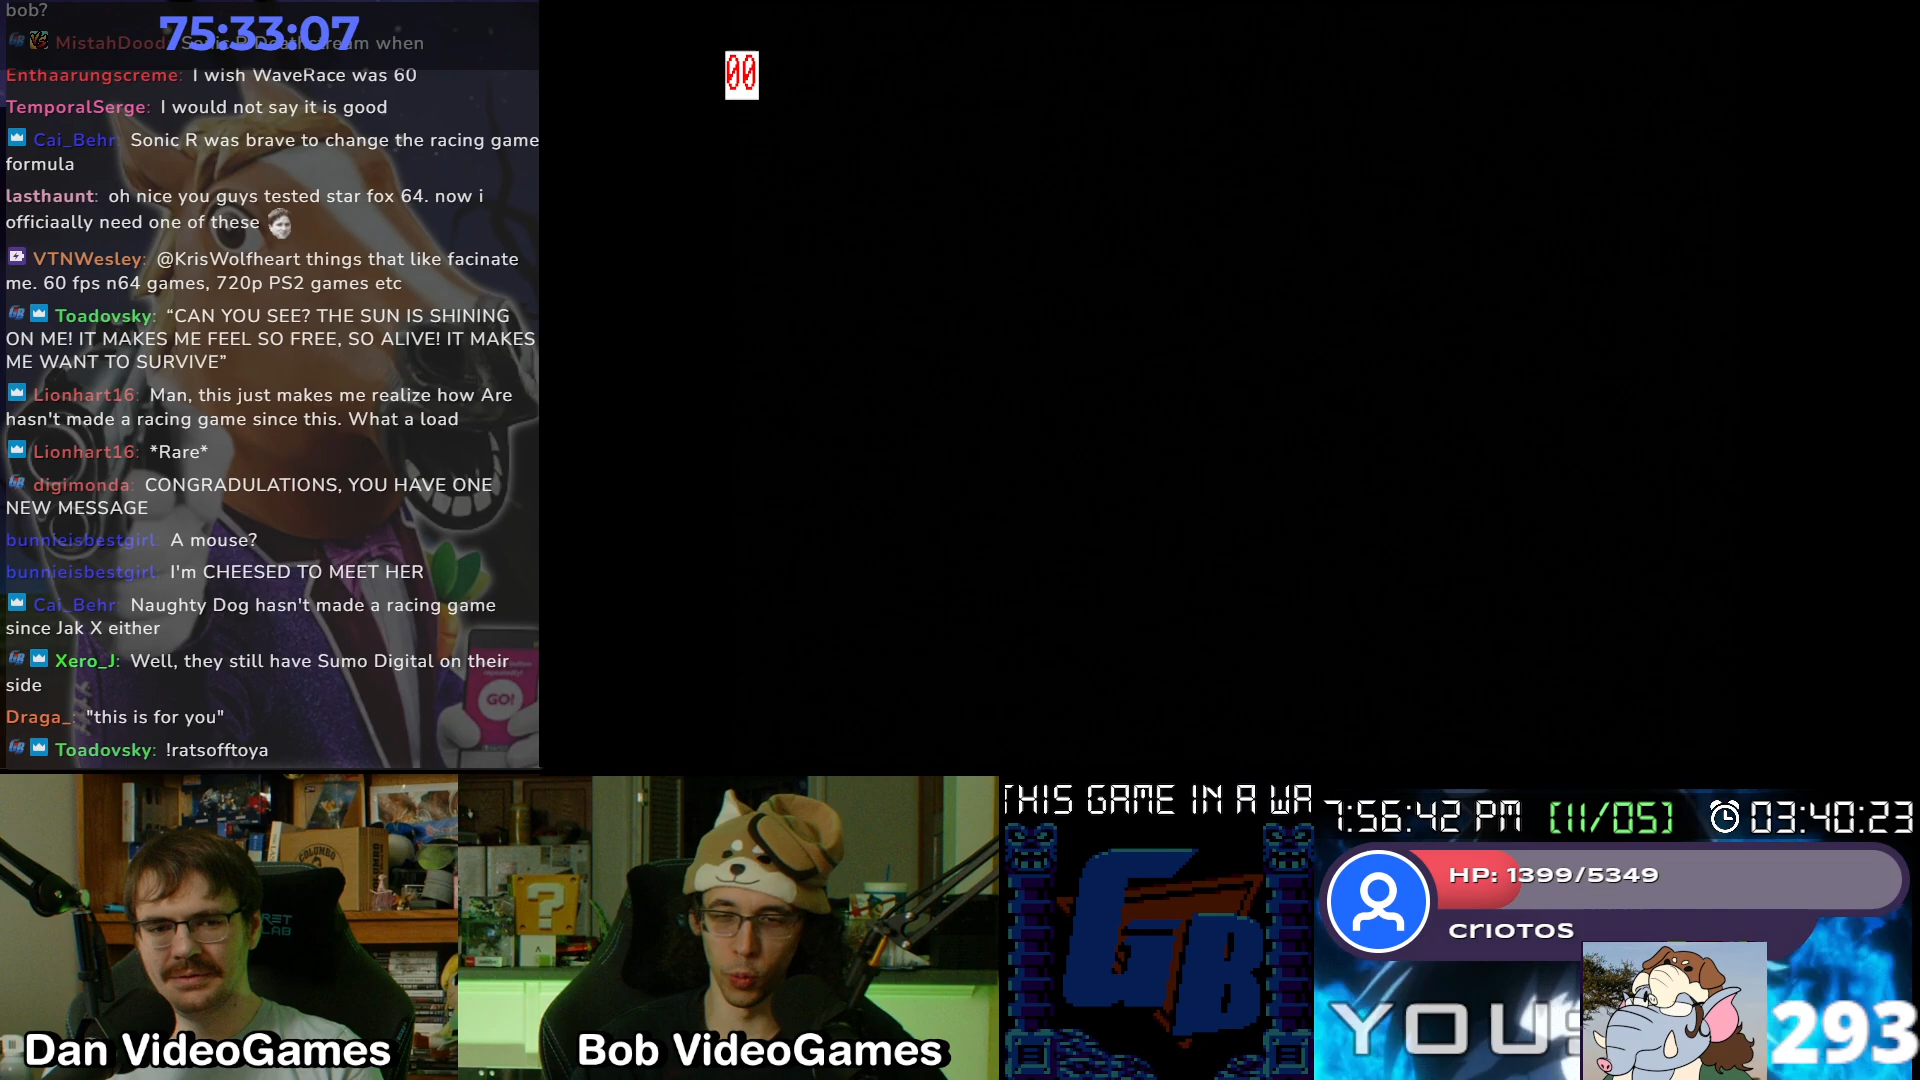 bob?
75:33:07
MistahDood: Sonic R Deathstream when
Enthaarungscreme: I wish WaveRace was 60
TemporalSerge: I would not say it is good
Cai_Behr: Sonic R was brave to change the racing game
formula
lasthaunt: oh nice you guys tested star fox 64. now i
officiaally need one of these
VTNWesley: @KrisWolfheart things that like facinate
me. 60 fps n64 games, 720p PS2 games etc
Toadovsky: “CAN YOU SEE? THE SUN IS SHINING
ON ME! IT MAKES ME FEEL SO FREE, SO ALIVE! IT MAKES
ME WANT TO SURVIVE”
Lionhart16: Man, this just makes me realize how Are
hasn't made a racing game since this. What a load
Lionhart16: *Rare*
digimonda: CONGRADULATIONS, YOU HAVE ONE
NEW MESSAGE
bunnieisbestgirl: A mouse?
bunnieisbestgirl: I'm CHEESED TO MEET HER
Cai_Behr: Naughty Dog hasn't made a racing game
since Jak X either
Xero_J: Well, they still have Sumo Digital on their
side
GO!
Draga_: "this is for you"
Toadovsky: !ratsofftoya
00
COLUMBO
Dan VideoGames
?
Bob VideoGames
THIS GAME IN A WA
GB
7:56:42 PM [11/05] 03:40:23
HP: 1399/5349
criotos
YOU
293